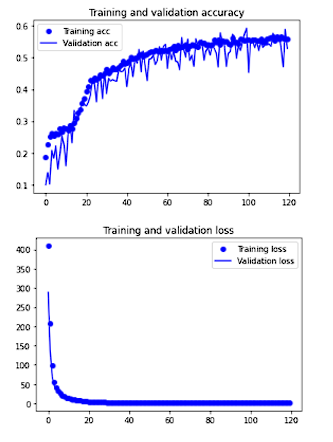 Training and validation accuracy
0.6
0.5
0.4
0.3
0.2
0.1
Training acc
Validation acc
0 20 40 60 80 100 120
Training and validation loss
400
350
300
250
200
150
100
50
0
Training loss
Validation loss
0 20 40 60 80 100 120